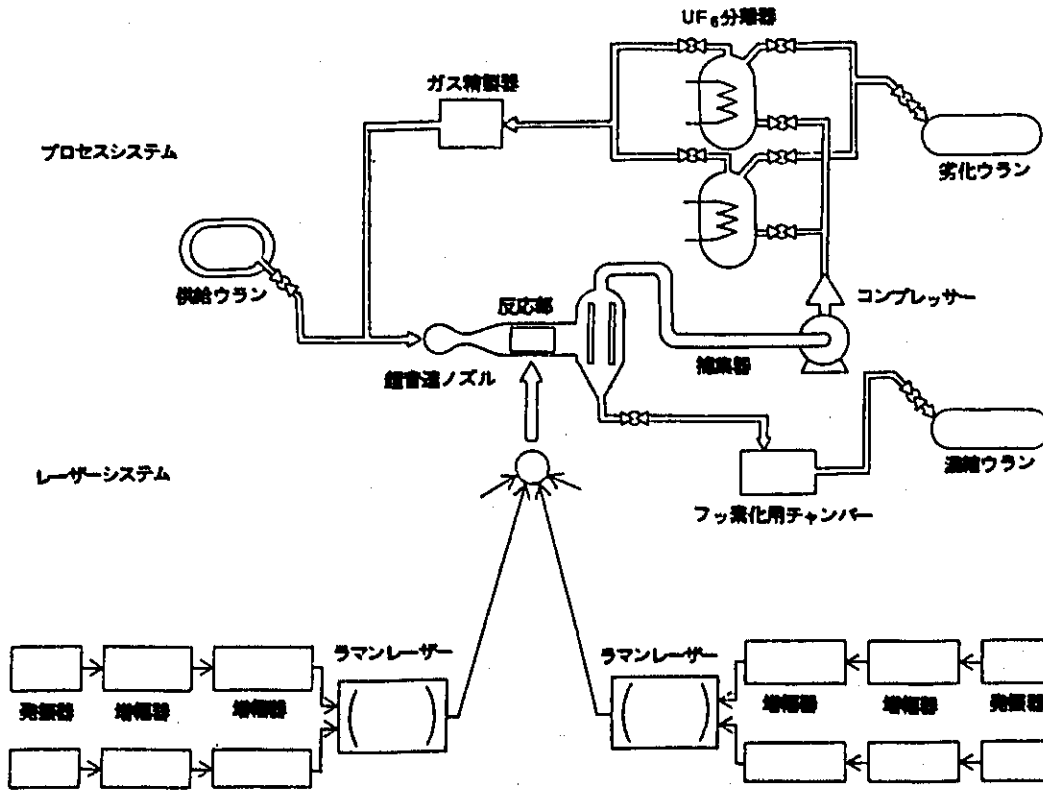 UF₆分離器
ガス精製器
プロセスシステム
劣化ウラン
供給ウラン
反応部
コンプレッサー
超音速ノズル
捕集器
濃縮ウラン
レーザーシステム
フッ素化用チャンバー
ラマンレーザー
ラマンレーザー
発振器
増幅器
増幅器
増幅器
増幅器
発振器